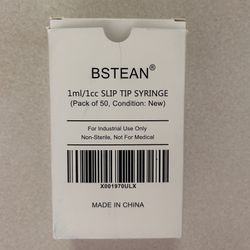 BSTEAN®
1ml/1cc SLIP TIP SYRINGE
(Pack of 50, Condition: New)
For Industrial Use Only
Non-Sterile, Not For Medical
X001970ULX
MADE IN CHINA